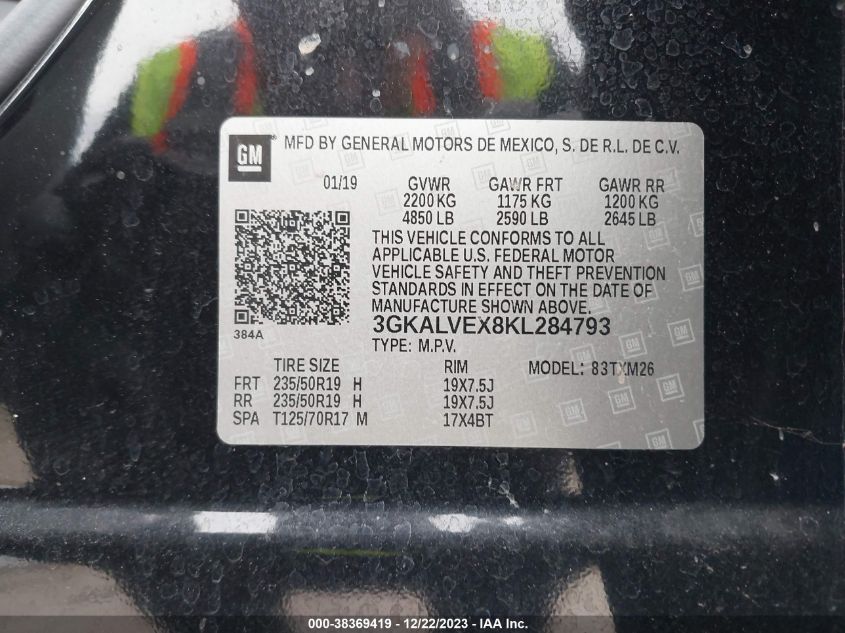 GM ® MFD BY GENERAL MOTORS DE MEXICO, S. DE R.L. DE C.V.
01/19 GVWR GAWR FRT GAWR RR
2200 KG 1175 KG 1200 KG
4850 LB 2590 LB 2645 LB
THIS VEHICLE CONFORMS TO ALL
APPLICABLE U.S. FEDERAL MOTOR
VEHICLE SAFETY AND THEFT PREVENTION
STANDARDS IN EFFECT ON THE DATE OF
MANUFACTURE SHOWN ABOVE.
384A
3GKALVEX8KL284793
TYPE: M.P.V.
TIRE SIZE RIM MODEL: 83TXM26
FRT 235/50R19 H 19X7.5J
RR 235/50R19 H 19X7.5J
SPA T125/70R17 M 17X4BT
000-38369419 - 12/22/2023 - IAA Inc.